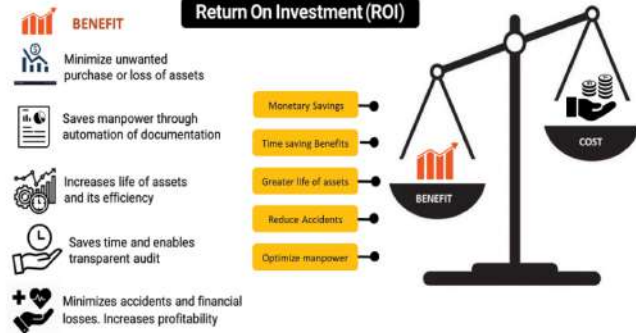 Return On Investment (ROI)
BENEFIT
Minimize unwanted
purchase or loss of assets
Saves manpower through
automation of documentation
Increases life of assets
and its efficiency
Saves time and enables
transparent audit
Minimizes accidents and financial
losses. Increases profitability
Monetary Savings
Time saving Benefits
Greater life of assets
Reduce Accidents
Optimize manpower
BENEFIT
COST